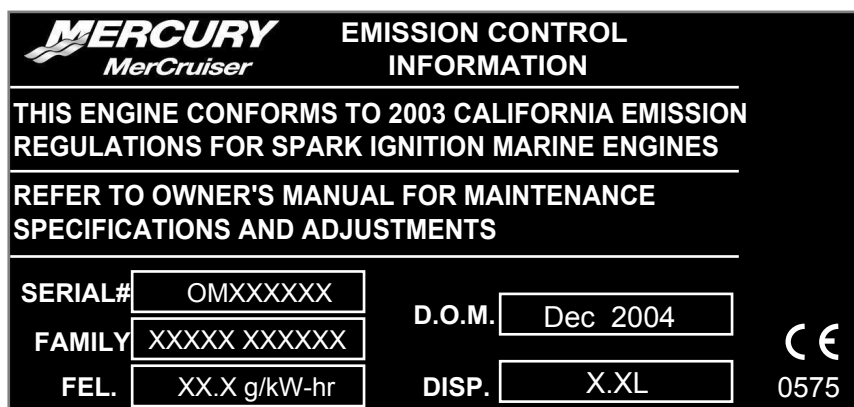 MERCURY
MerCruiser
EMISSION CONTROL
INFORMATION
THIS ENGINE CONFORMS TO 2003 CALIFORNIA EMISSION
REGULATIONS FOR SPARK IGNITION MARINE ENGINES
REFER TO OWNER'S MANUAL FOR MAINTENANCE
SPECIFICATIONS AND ADJUSTMENTS
SERIAL# OMXXXXXX
FAMILY XXXXX XXXXXX
FEL. XX.X g/kW-hr
D.O.M. Dec 2004
DISP. X.XL
CE
0575